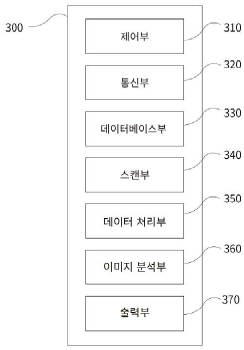 300
제어부 310
통신부 320
데이터베이스부 330
스캔부 340
데이터 처리부 350
이미지 분석부 360
출력부 370